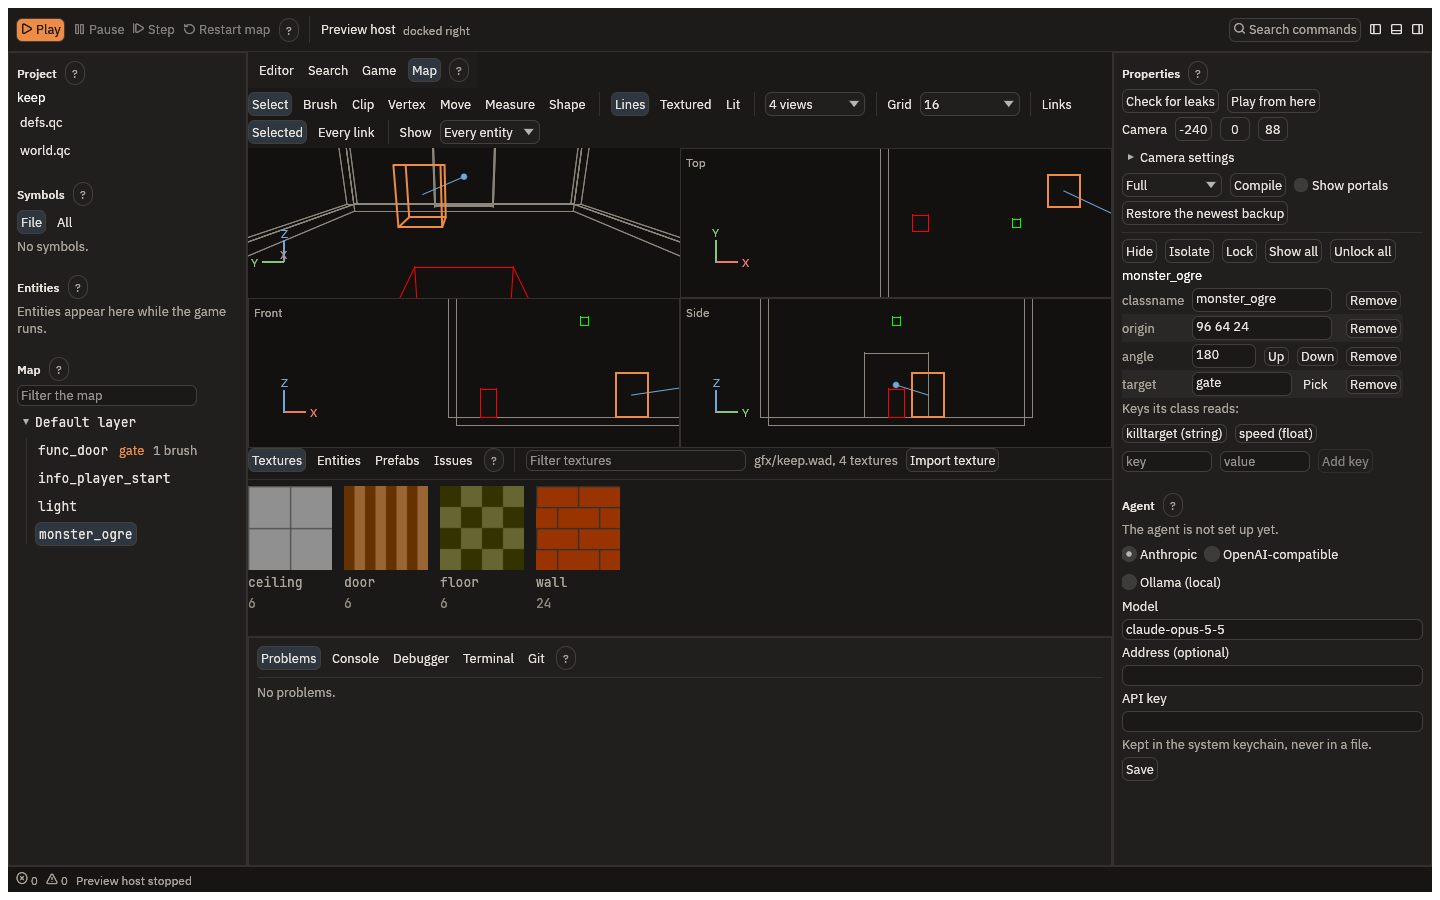 Play Pause Step Restart map ? Preview host docked right Search commands
Project ?
keep
defs.qc
world.qc
Symbols ?
File All
No symbols.
Entities ?
Entities appear here while the game
runs.
Map ?
Filter the map
Default layer
func_door gate 1 brush
info_player_start
light
monster_ogre
Editor Search Game Map ?
Select Brush Clip Vertex Move Measure Shape Lines Textured Lit 4 views Grid 16 Links
Selected Every link Show Every entity
Z
X
Y
Top
Y
X
Front
Z
X
Side
Z
Y
Textures Entities Prefabs Issues ? Filter textures gfx/keep.wad, 4 textures Import texture
ceiling door floor wall
6 6 6 24
Problems Console Debugger Terminal Git ?
No problems.
Properties ?
Check for leaks Play from here
Camera -240 0 88
Camera settings
Full Compile Show portals
Restore the newest backup
Hide Isolate Lock Show all Unlock all
monster_ogre
classname monster_ogre Remove
origin 96 64 24 Remove
angle 180 Up Down Remove
target gate Pick Remove
Keys its class reads:
killtarget (string) speed (float)
key value Add key
Agent ?
The agent is not set up yet.
Anthropic OpenAI-compatible
Ollama (local)
Model
claude-opus-5-5
Address (optional)
API key
Kept in the system keychain, never in a file.
Save
0 0 Preview host stopped